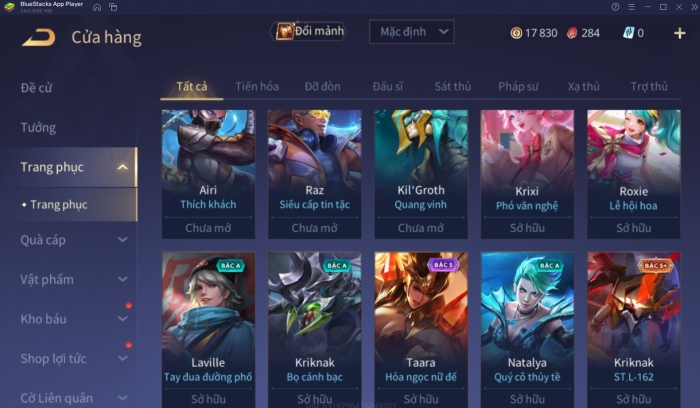 BlueStacks App Player
Cửa hàng
Đổi mảnh
Mặc định
17 830
284
0
Đề cử
Tướng
Trang phục
• Trang phục
Quà cáp
Vật phẩm
Kho báu
Shop lợi tức
Cờ Liên quân
Tất cả
Tiến hóa
Đỡ đòn
Đấu sĩ
Sát thủ
Pháp sư
Xạ thủ
Trợ thủ
Airi
Thích khách
Chưa mở
Raz
Siêu cấp tin tặc
Chưa mở
Kil'Groth
Quang vinh
Chưa mở
Krixi
Phó văn nghệ
Sở hữu
Roxie
Lễ hội hoa
Sở hữu
BẬC A
Laville
Tay đua đường phố
Sở hữu
BẬC A
Kriknak
Bọ cánh bạc
Sở hữu
BẬC S
Taara
Hỏa ngọc nữ đế
Sở hữu
BẬC A
Natalya
Quý cô thủy tề
Sở hữu
BẬC S+
Kriknak
ST.L-162
Sở hữu